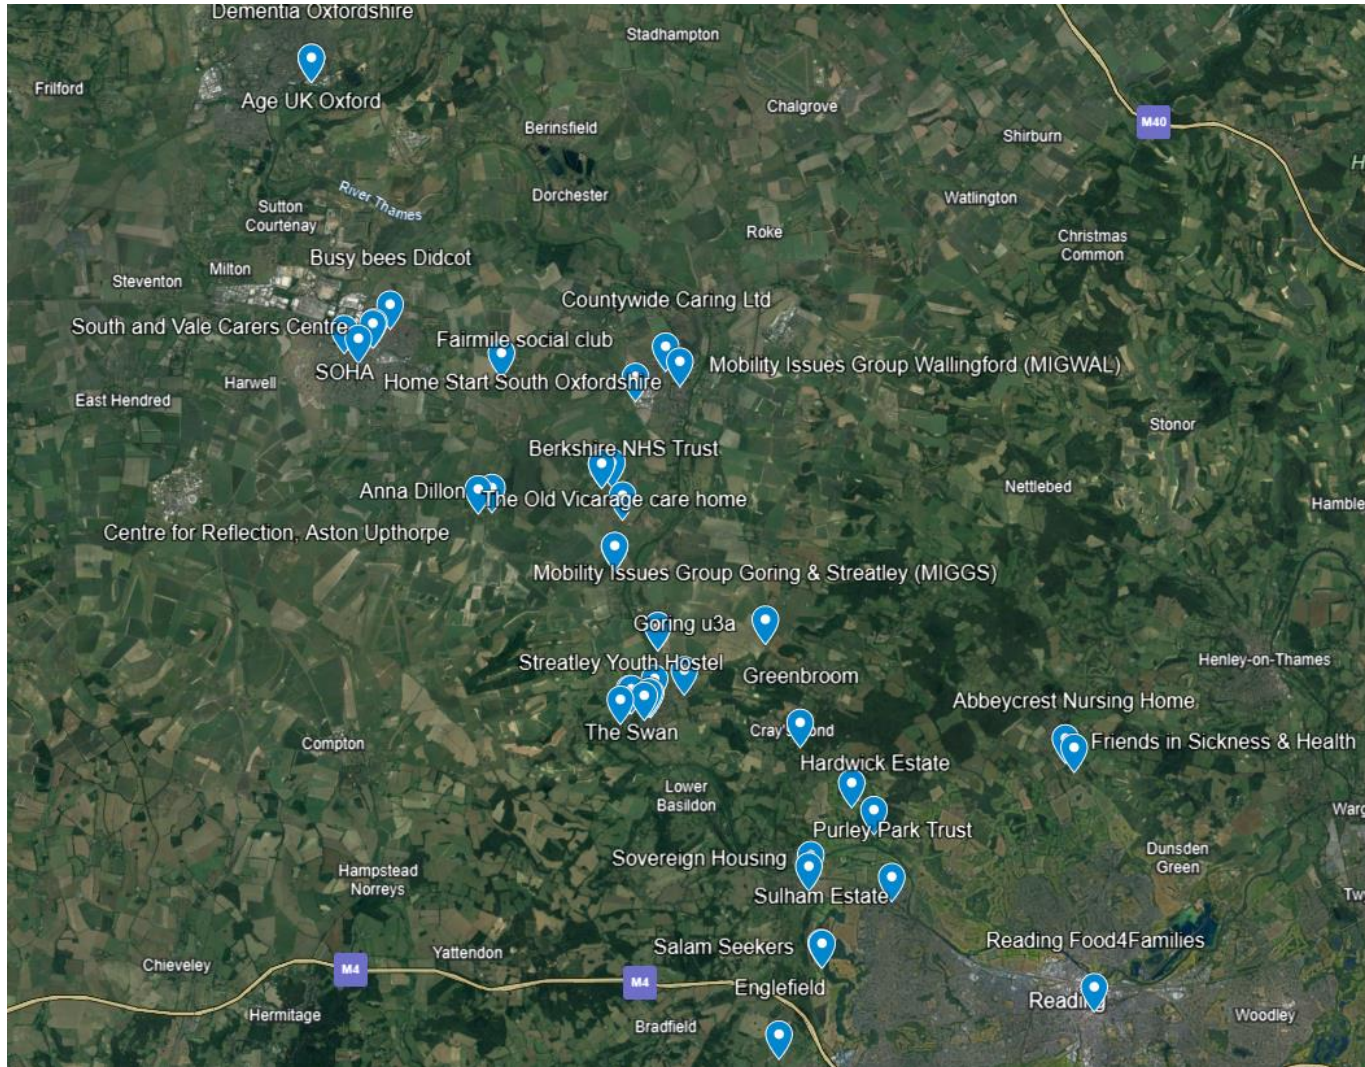 Dementia Oxfordshire
Stadhampton
Frilford
Age UK Oxford
Chalgrove
M40
Berinsfield
Shirburn
River Thames
Dorchester
Watlington
Sutton
Courtenay
Roke
Christmas
Common
Busy bees Didcot
Milton
Steventon
Countywide Caring Ltd
South and Vale Carers Centre
Fairmile social club
Mobility Issues Group Wallingford (MIGWAL)
SOHA
Home Start South Oxfordshire
Harwell
East Hendred
Stonor
Berkshire NHS Trust
Nettlebed
Anna Dillon
The Old Vicarage care home
Centre for Reflection, Aston Upthorpe
Mobility Issues Group Goring & Streatley (MIGGS)
Goring u3a
Streatley Youth Hostel
Henley-on-Thames
Greenbroom
Abbeycrest Nursing Home
The Swan
Compton
Friends in Sickness & Health
Hardwick Estate
Lower
Basildon
Purley Park Trust
Sovereign Housing
Dunsden
Green
Hampstead
Norreys
Sulham Estate
Reading Food4Families
Salam Seekers
Yattendon
Chieveley
M4
M4
Englefield
Reading
Hermitage
Bradfield
Woodley